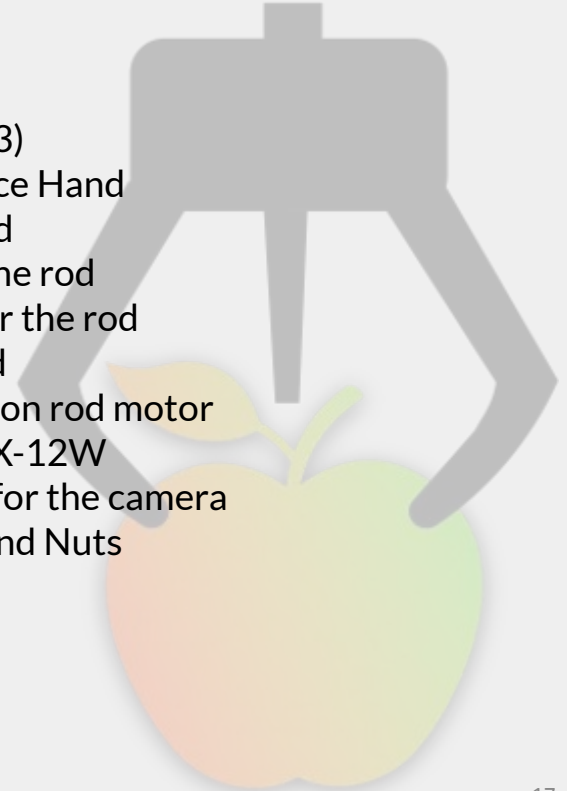 3)
ce Hand
d
he rod
r the rod
d
on rod motor
X-12W
for the camera
nd Nuts
17